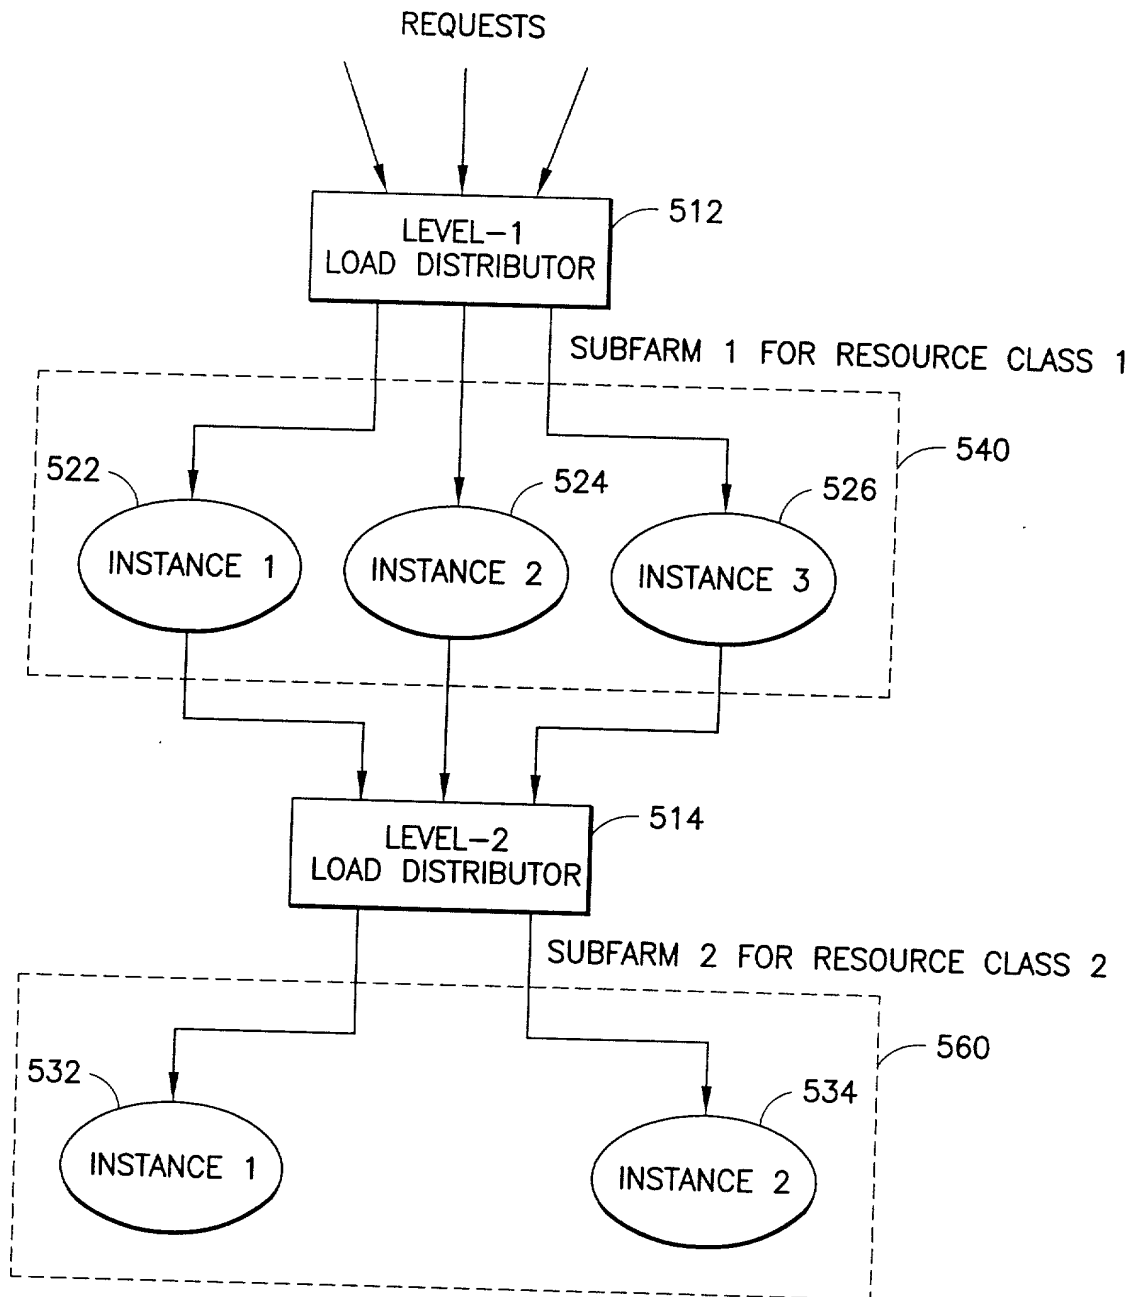 REQUESTS
LEVEL-1
LOAD DISTRIBUTOR
512
SUBFARM 1 FOR RESOURCE CLASS 1
540
522
524
526
INSTANCE 1
INSTANCE 2
INSTANCE 3
LEVEL-2
LOAD DISTRIBUTOR
514
SUBFARM 2 FOR RESOURCE CLASS 2
560
532
534
INSTANCE 1
INSTANCE 2